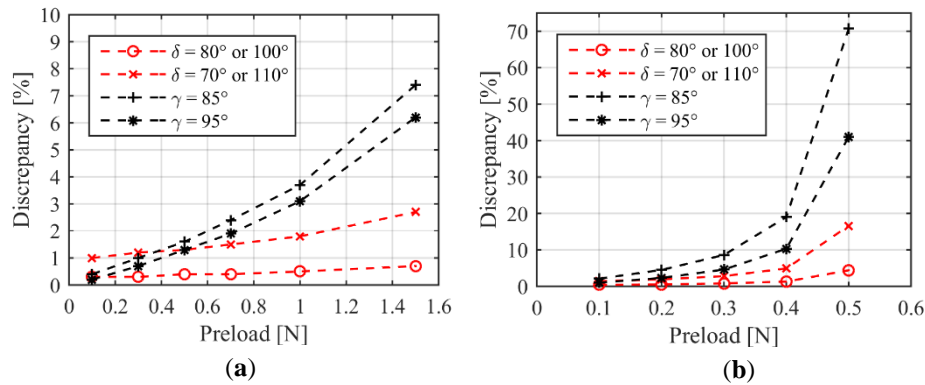 Discrepancy [%]
10
9
8
7
6
5
4
3
2
1
0
δ = 80° or 100°
δ = 70° or 110°
γ = 85°
γ = 95°
0 0.2 0.4 0.6 0.8 1 1.2 1.4 1.6
Preload [N]
(a)
Discrepancy [%]
70
60
50
40
30
20
10
0
δ = 80° or 100°
δ = 70° or 110°
γ = 85°
γ = 95°
0 0.1 0.2 0.3 0.4 0.5 0.6
Preload [N]
(b)